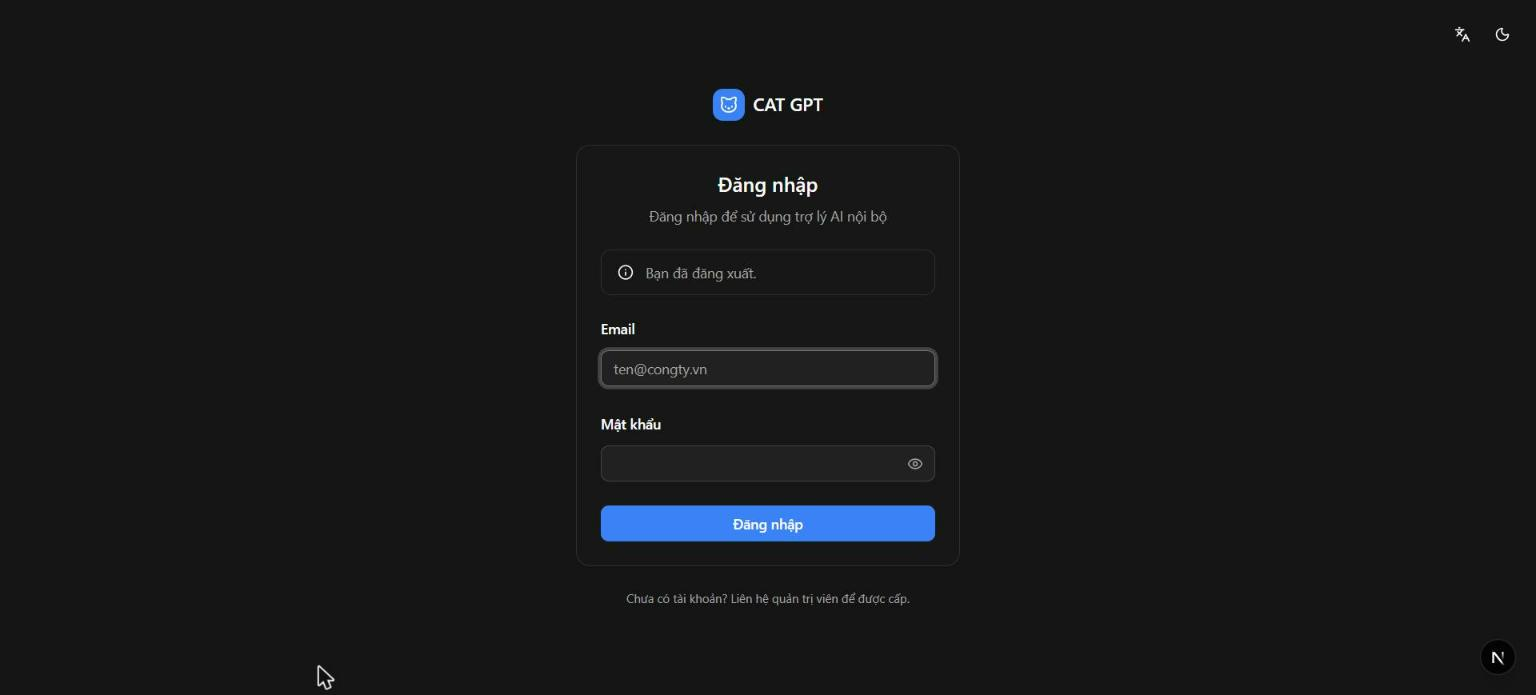 CAT GPT
Đăng nhập
Đăng nhập để sử dụng trợ lý AI nội bộ
Bạn đã đăng xuất.
Email
ten@congty.vn
Mật khẩu
Đăng nhập
Chưa có tài khoản? Liên hệ quản trị viên để được cấp.
N